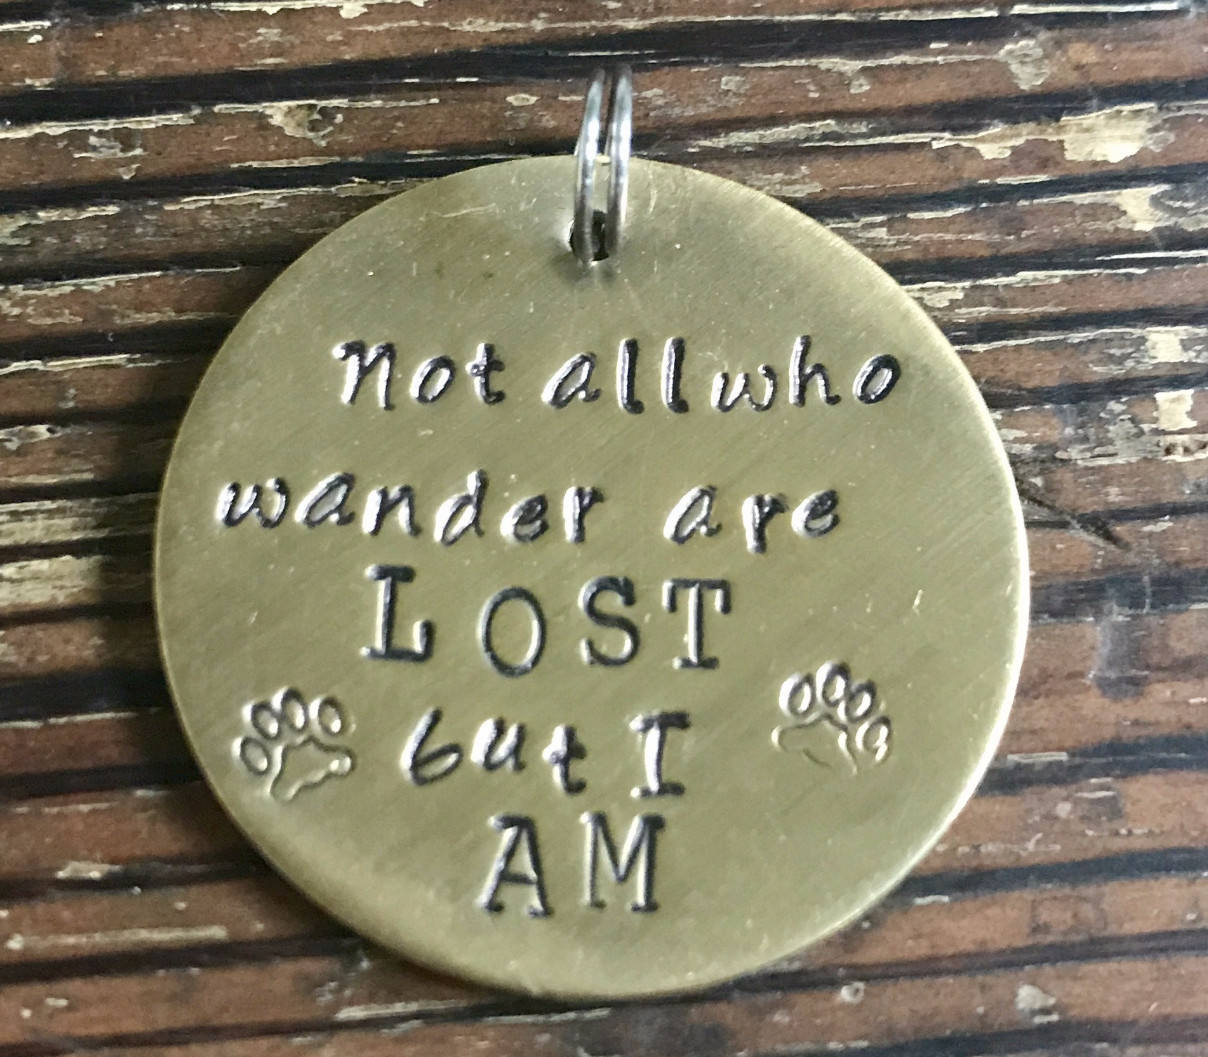 Not all who
wander are
LOST
but I
AM